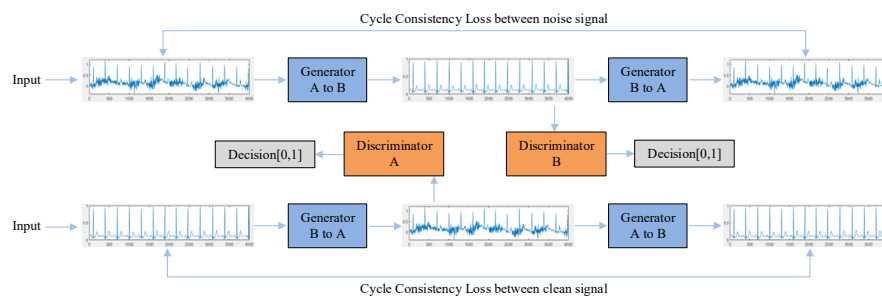 Cycle Consistency Loss between noise signal
Input
Generator
A to B
Generator
B to A
Decision[0,1]
Discriminator
A
Discriminator
B
Decision[0,1]
Input
Generator
B to A
Generator
A to B
Cycle Consistency Loss between clean signal